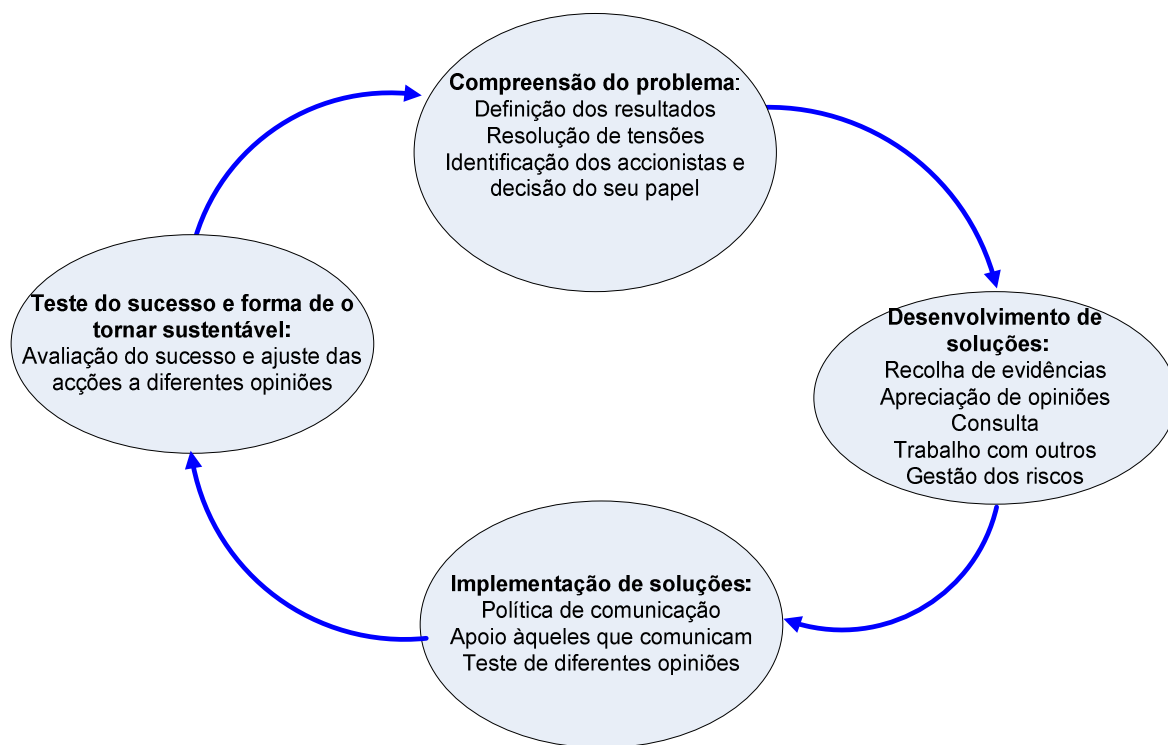 Compreensão do problema:
Definição dos resultados
Resolução de tensões
Identificação dos accionistas e
decisão do seu papel
Desenvolvimento de
soluções:
Recolha de evidências
Apreciação de opiniões
Consulta
Trabalho com outros
Gestão dos riscos
Implementação de soluções:
Política de comunicação
Apoio àqueles que comunicam
Teste de diferentes opiniões
Teste do sucesso e forma de o
tornar sustentável:
Avaliação do sucesso e ajuste das
acções a diferentes opiniões